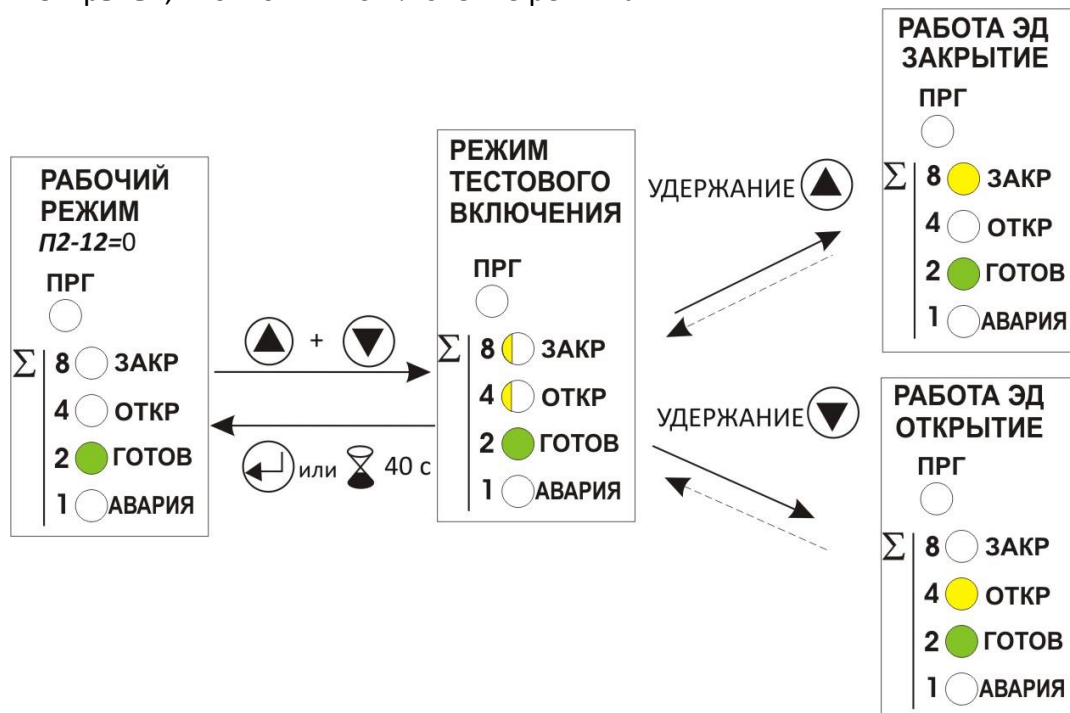 РАБОЧИЙ
РЕЖИМ
П2-12=0
ПРГ
Σ 8 ЗАКР
4 ОТКР
2 ГОТОВ
1 АВАРИЯ
+
или 40 с
РЕЖИМ
ТЕСТОВОГО
ВКЛЮЧЕНИЯ
ПРГ
Σ 8 ЗАКР
4 ОТКР
2 ГОТОВ
1 АВАРИЯ
УДЕРЖАНИЕ
УДЕРЖАНИЕ
РАБОТА ЭД
ЗАКРЫТИЕ
ПРГ
Σ 8 ЗАКР
4 ОТКР
2 ГОТОВ
1 АВАРИЯ
РАБОТА ЭД
ОТКРЫТИЕ
ПРГ
Σ 8 ЗАКР
4 ОТКР
2 ГОТОВ
1 АВАРИЯ